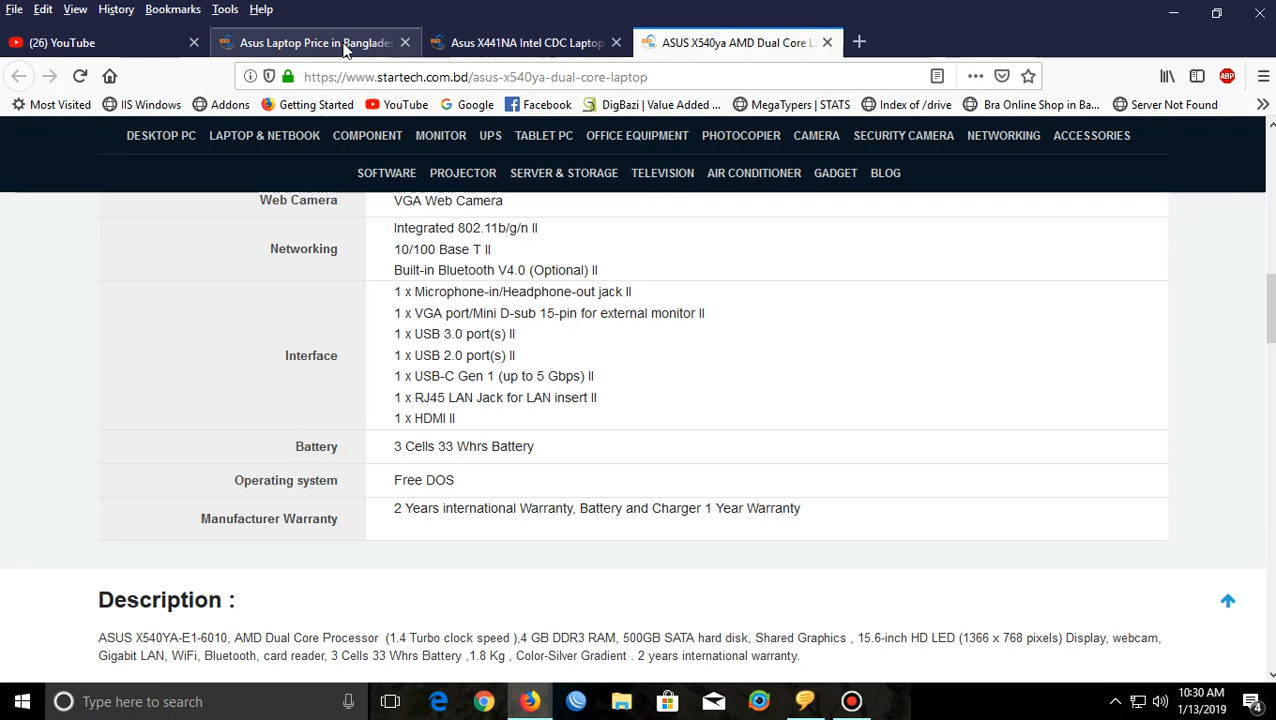 File Edit View History Bookmarks Tools Help
(26) YouTube
Asus Laptop Price in Banglades
Asus X441NA Intel CDC Laptop
ASUS X540ya AMD Dual Core L
https://www.startech.com.bd/asus-x540ya-dual-core-laptop
ABP
Most Visited IIS Windows Addons Getting Started YouTube Google Facebook DigBazi | Value Added ... MegaTypers | STATS Index of /drive Bra Online Shop in Ba... Server Not Found
DESKTOP PC LAPTOP & NETBOOK COMPONENT MONITOR UPS TABLET PC OFFICE EQUIPMENT PHOTOCOPIER CAMERA SECURITY CAMERA NETWORKING ACCESSORIES
SOFTWARE PROJECTOR SERVER & STORAGE TELEVISION AIR CONDITIONER GADGET BLOG
Web Camera VGA Web Camera
Networking
Integrated 802.11b/g/n ll
10/100 Base T ll
Built-in Bluetooth V4.0 (Optional) ll
Interface
1 x Microphone-in/Headphone-out jack ll
1 x VGA port/Mini D-sub 15-pin for external monitor ll
1 x USB 3.0 port(s) ll
1 x USB 2.0 port(s) ll
1 x USB-C Gen 1 (up to 5 Gbps) ll
1 x RJ45 LAN Jack for LAN insert ll
1 x HDMI ll
Battery 3 Cells 33 Whrs Battery
Operating system Free DOS
Manufacturer Warranty 2 Years international Warranty, Battery and Charger 1 Year Warranty
Description :
ASUS X540YA-E1-6010, AMD Dual Core Processor (1.4 Turbo clock speed ),4 GB DDR3 RAM, 500GB SATA hard disk, Shared Graphics , 15.6-inch HD LED (1366 x 768 pixels) Display, webcam,
Gigabit LAN, WiFi, Bluetooth, card reader, 3 Cells 33 Whrs Battery ,1.8 Kg , Color-Silver Gradient . 2 years international warranty.
Type here to search
10:30 AM
1/13/2019
4